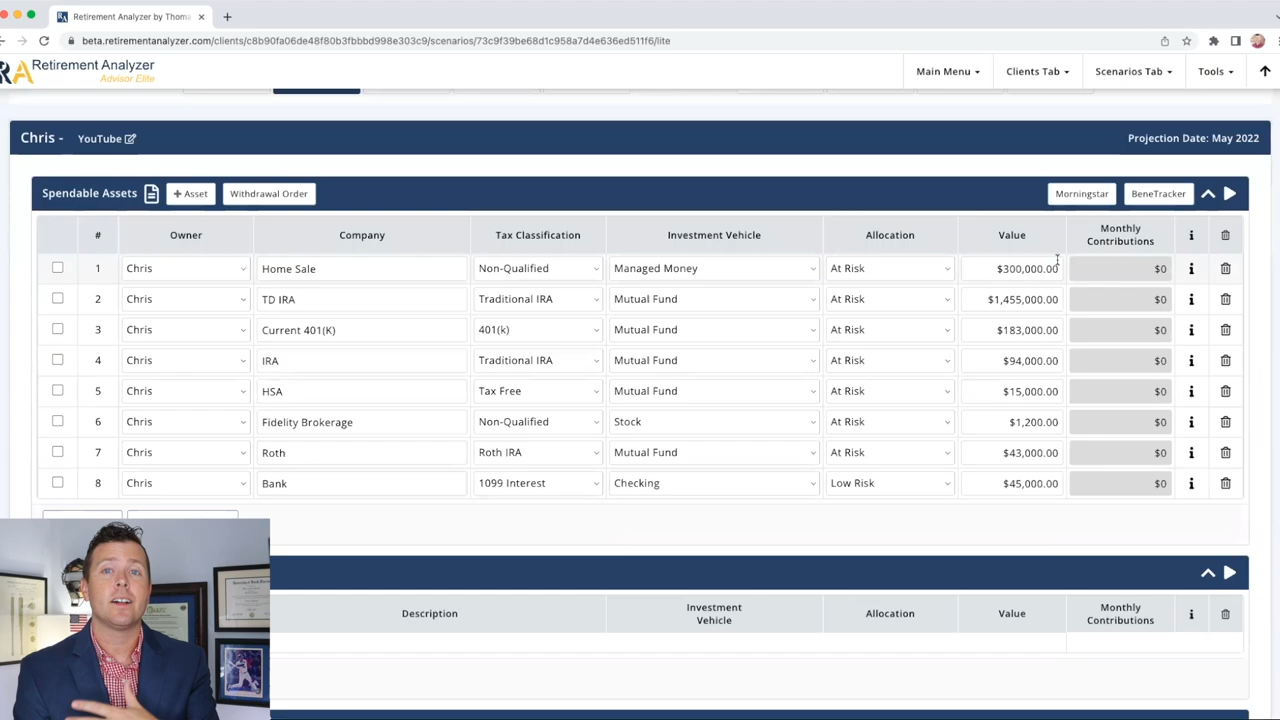 Retirement Analyzer by Thoma
beta.retirementanalyzer.com/clients/c8b90fa06de48f80b3fbbbd998e303c9/scenarios/73c9f39be68d1c958a7d4e636ed511f6/lite
RA Retirement Analyzer
Advisor Elite
Main Menu Clients Tab Scenarios Tab Tools
Chris - YouTube Projection Date: May 2022
Spendable Assets + Asset Withdrawal Order Morningstar BeneTracker
# Owner Company Tax Classification Investment Vehicle Allocation Value Monthly Contributions
1 Chris Home Sale Non-Qualified Managed Money At Risk $300,000.00 $0
2 Chris TD IRA Traditional IRA Mutual Fund At Risk $1,455,000.00 $0
3 Chris Current 401(K) 401(k) Mutual Fund At Risk $183,000.00 $0
4 Chris IRA Traditional IRA Mutual Fund At Risk $94,000.00 $0
5 Chris HSA Tax Free Mutual Fund At Risk $15,000.00 $0
6 Chris Fidelity Brokerage Non-Qualified Stock At Risk $1,200.00 $0
7 Chris Roth Roth IRA Mutual Fund At Risk $43,000.00 $0
8 Chris Bank 1099 Interest Checking Low Risk $45,000.00 $0
Description Investment Vehicle Allocation Value Monthly Contributions